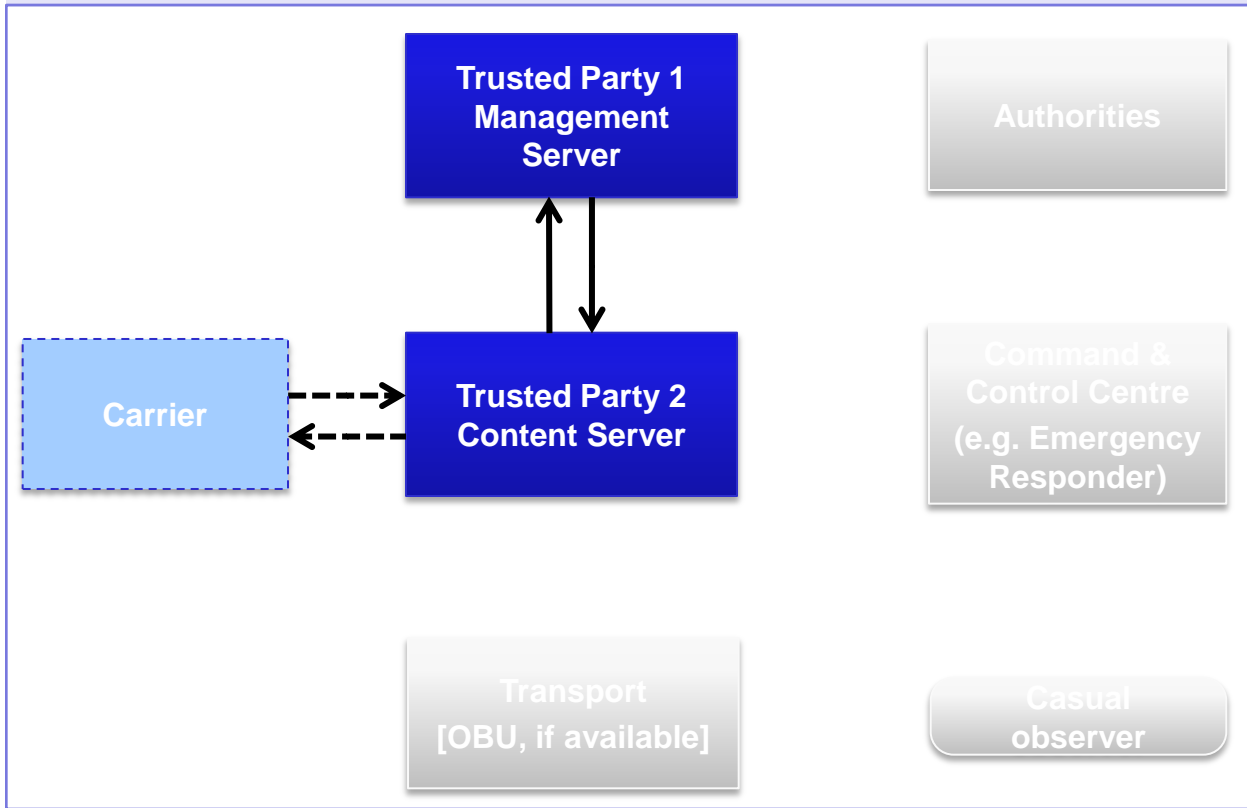 Trusted Party 1
Management
Server
Authorities
Carrier
Trusted Party 2
Content Server
Command &
Control Centre
(e.g. Emergency
Responder)
Transport
[OBU, if available]
Casual
observer